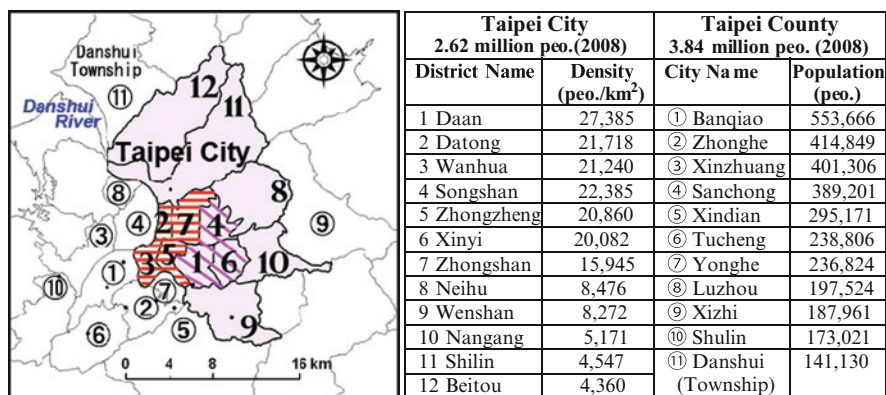 Danshui
Township
⑪
Danshui
River
12
11
Taipei City
⑧
8
③
④
2
7
4
⑨
5
3
1
6
10
①
⑩
②
⑦
⑥
⑤
9
0 4 8 16 km
Taipei City Taipei County
2.62 million peo.(2008) 3.84 million peo. (2008)
District Name Density City Name Population
(peo./km²) (peo.)
1 Daan 27,385 ① Banqiao 553,666
2 Datong 21,718 ② Zhonghe 414,849
3 Wanhua 21,240 ③ Xinzhuang 401,306
4 Songshan 22,385 ④ Sanchong 389,201
5 Zhongzheng 20,860 ⑤ Xindian 295,171
6 Xinyi 20,082 ⑥ Tucheng 238,806
7 Zhongshan 15,945 ⑦ Yonghe 236,824
8 Neihu 8,476 ⑧ Luzhou 197,524
9 Wenshan 8,272 ⑨ Xizhi 187,961
10 Nangang 5,171 ⑩ Shulin 173,021
11 Shilin 4,547 ⑪ Danshui 141,130
12 Beitou 4,360 (Township)